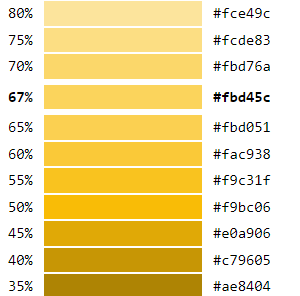 80% #fce49c
75% #fcde83
70% #fbd76a
67% #fbd45c
65% #fbd051
60% #fac938
55% #f9c31f
50% #f9bc06
45% #e0a906
40% #c79605
35% #ae8404